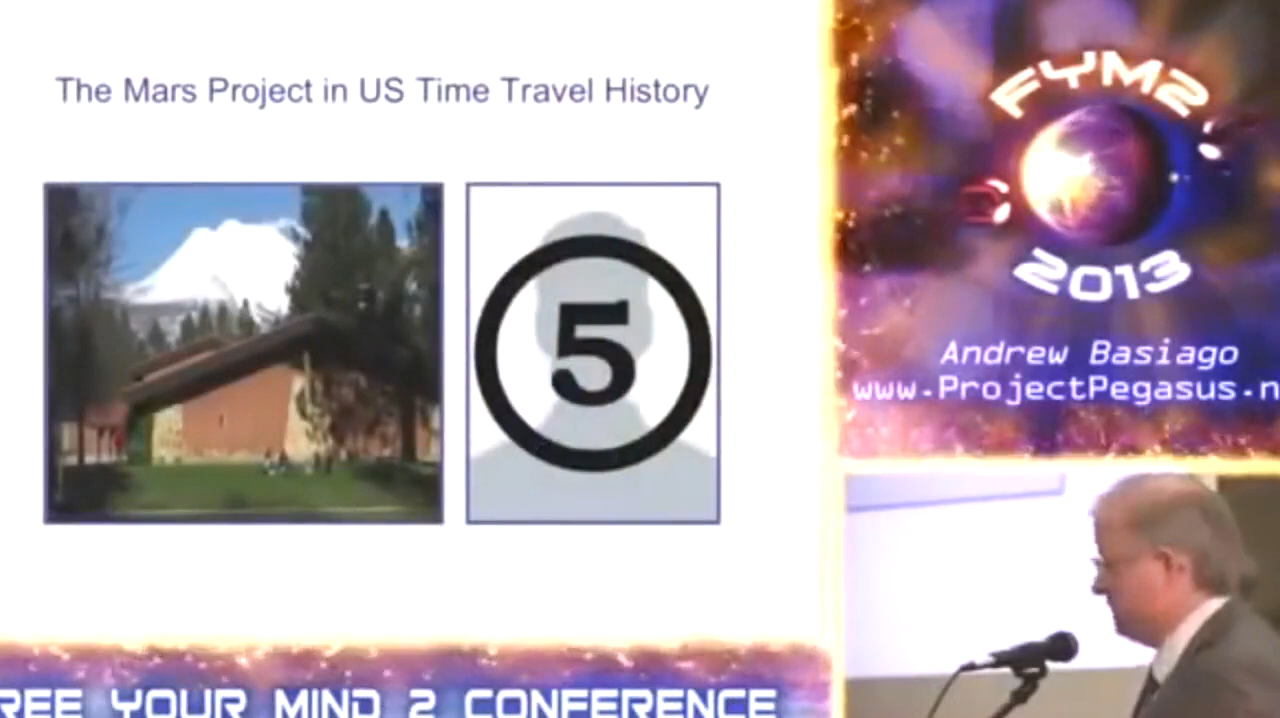 The Mars Project in US Time Travel History
5
FYM2
2013
Andrew Basiago
www.ProjectPegasus.n
REE YOUR MIND 2 CONFERENCE